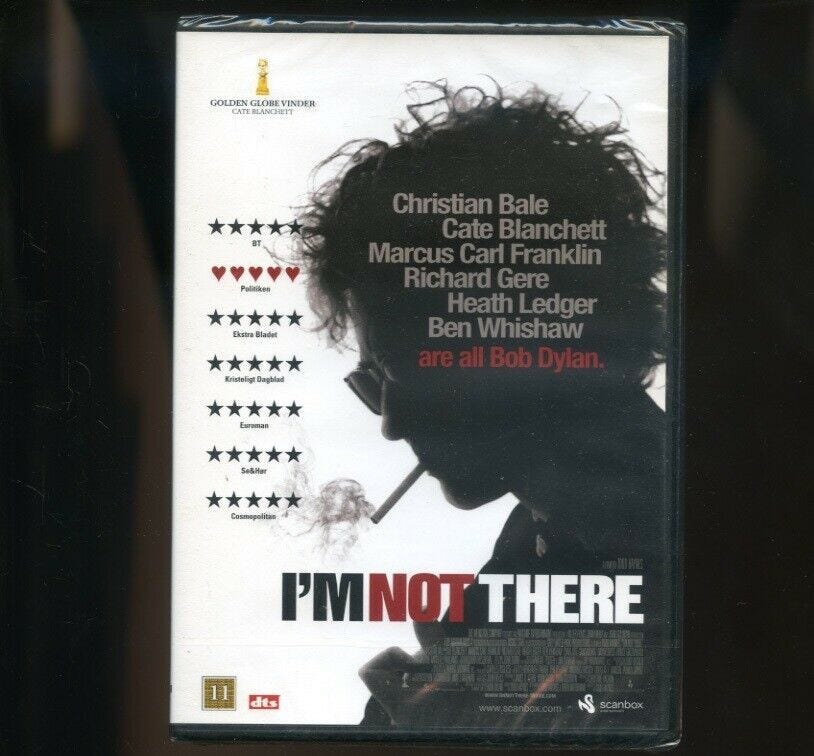 GOLDEN GLOBE VINDER
CATE BLANCHETT
Christian Bale
Cate Blanchett
Marcus Carl Franklin
Richard Gere
Heath Ledger
Ben Whishaw
are all Bob Dylan.
BT
Politiken
Ekstra Bladet
Kristeligt Dagblad
Euroman
Se&Hør
Cosmopolitan
TODD HAYNES
I'M NOT THERE
11
dts
www.scanbox.com
scanbox